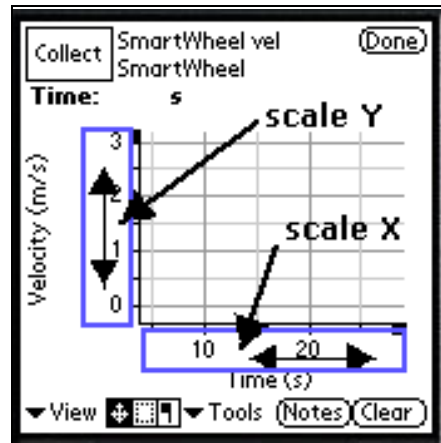 Collect SmartWheel vel (Done)
SmartWheel
Time: s
scale Y
3
2
scale X
1
0
Velocity (m/s)
10 20
Time (s)
View Tools (Notes) (Clear)